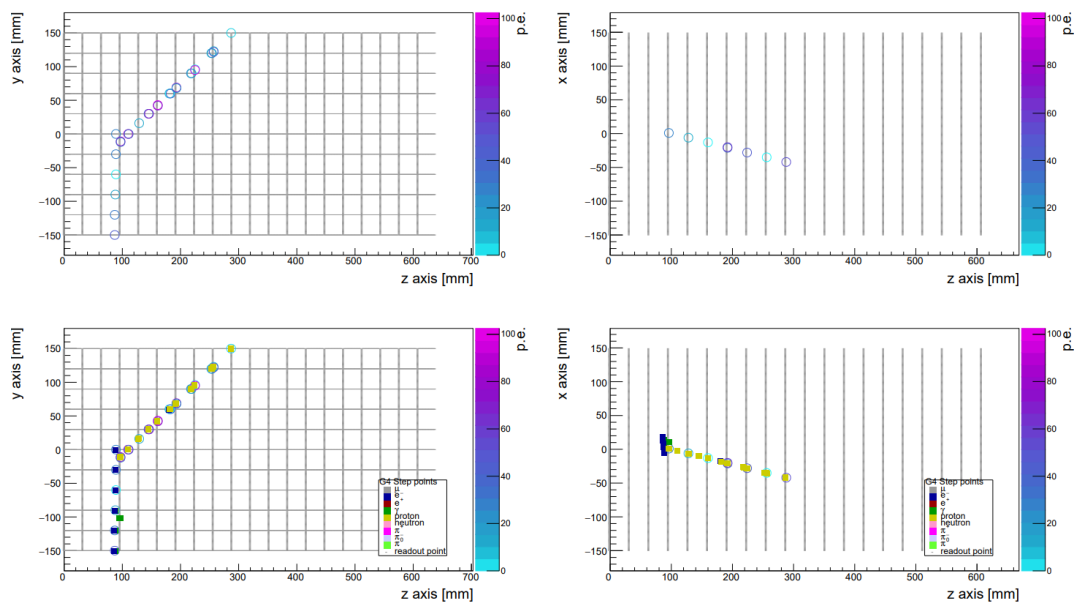 y axis [mm]
150
100
50
0
−50
−100
−150
0 100 200 300 400 500 600 700
z axis [mm]
p.e.
100
80
60
40
20
0
x axis [mm]
150
100
50
0
−50
−100
−150
0 100 200 300 400 500 600
z axis [mm]
p.e.
100
80
60
40
20
0
y axis [mm]
150
100
50
0
−50
−100
−150
0 100 200 300 400 500 600 700
z axis [mm]
p.e.
100
80
60
40
20
0
G4 Step points
μ
e-
e+
γ
proton
neutron
π
readout point
x axis [mm]
150
100
50
0
−50
−100
−150
0 100 200 300 400 500 600
z axis [mm]
p.e.
100
80
60
40
20
0
G4 Step points
μ
e-
e+
γ
proton
neutron
π
readout point